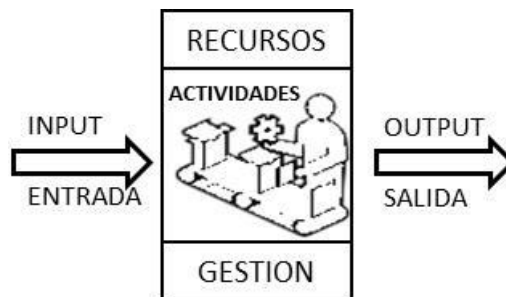 RECURSOS
ACTIVIDADES
INPUT
ENTRADA
OUTPUT
SALIDA
GESTION